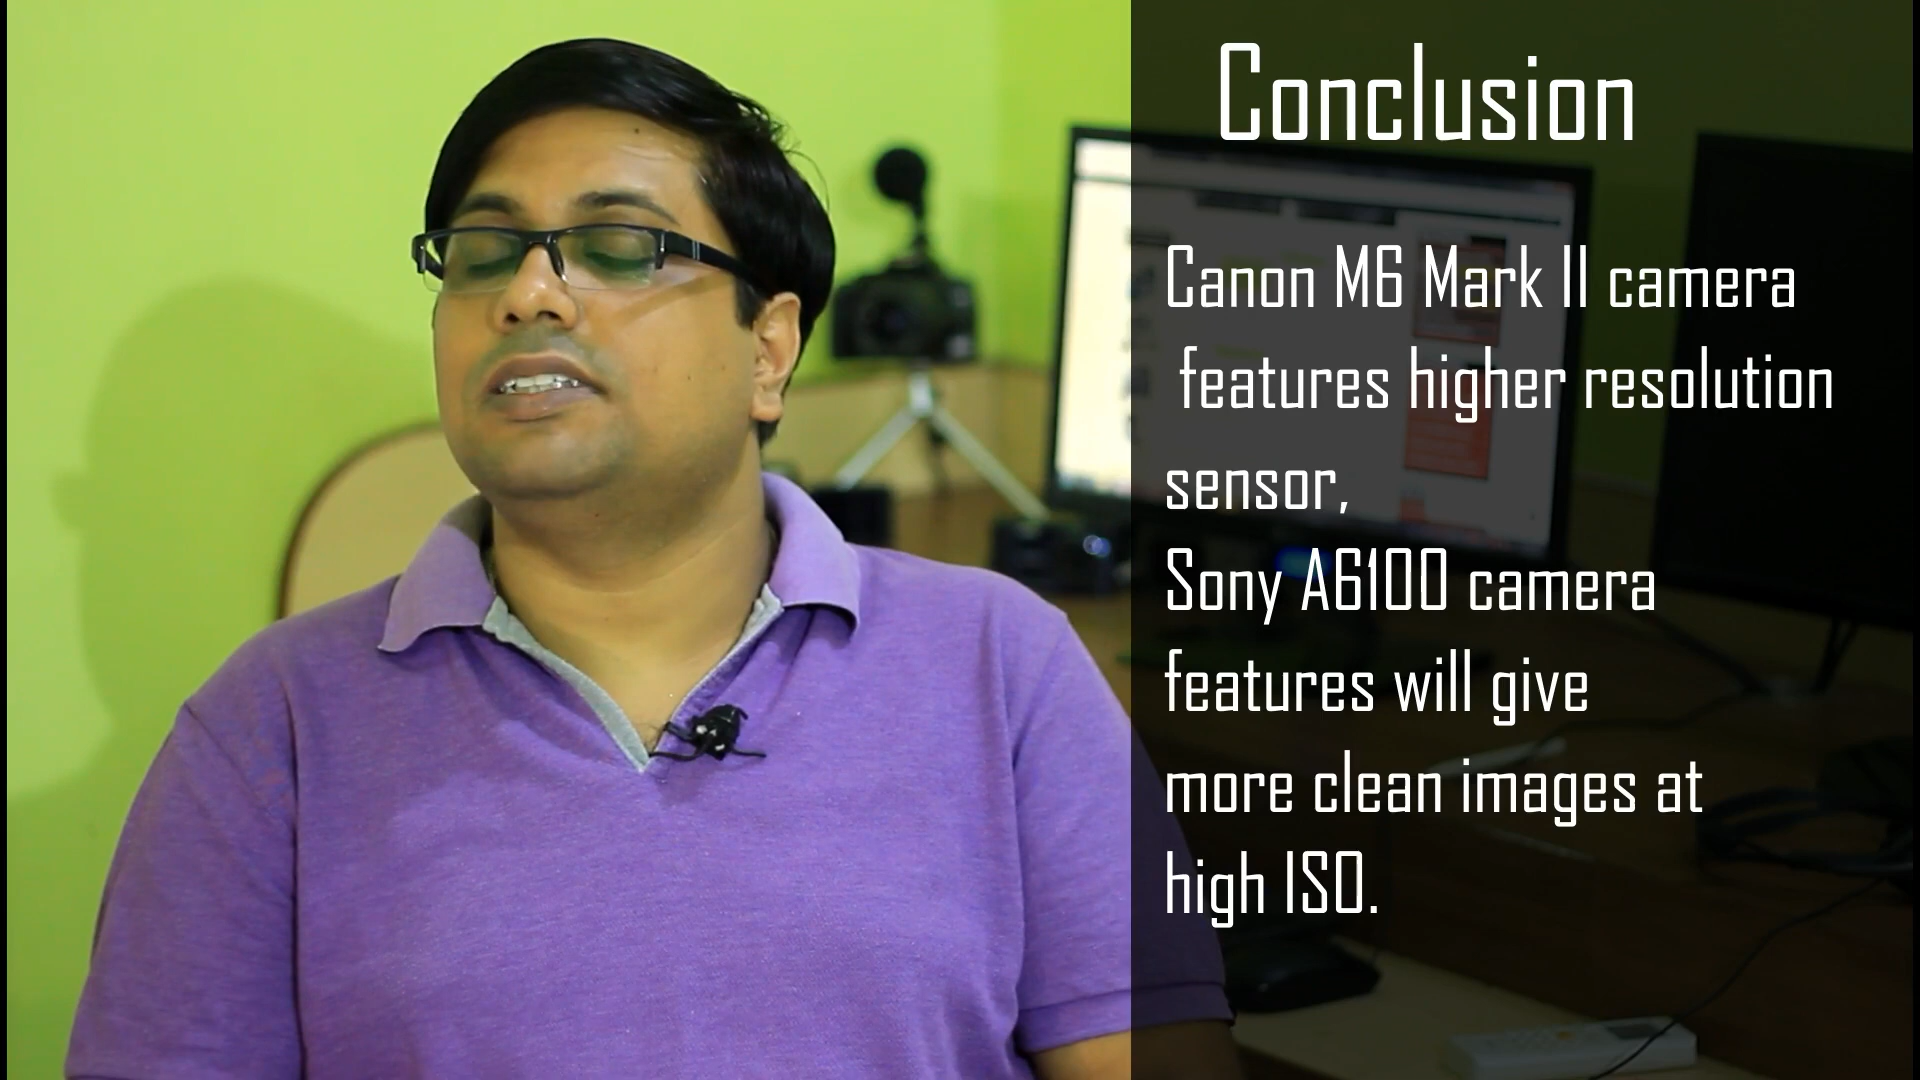 Conclusion
Canon M6 Mark II camera
features higher resolution
sensor,
Sony A6100 camera
features will give
more clean images at
high ISO.